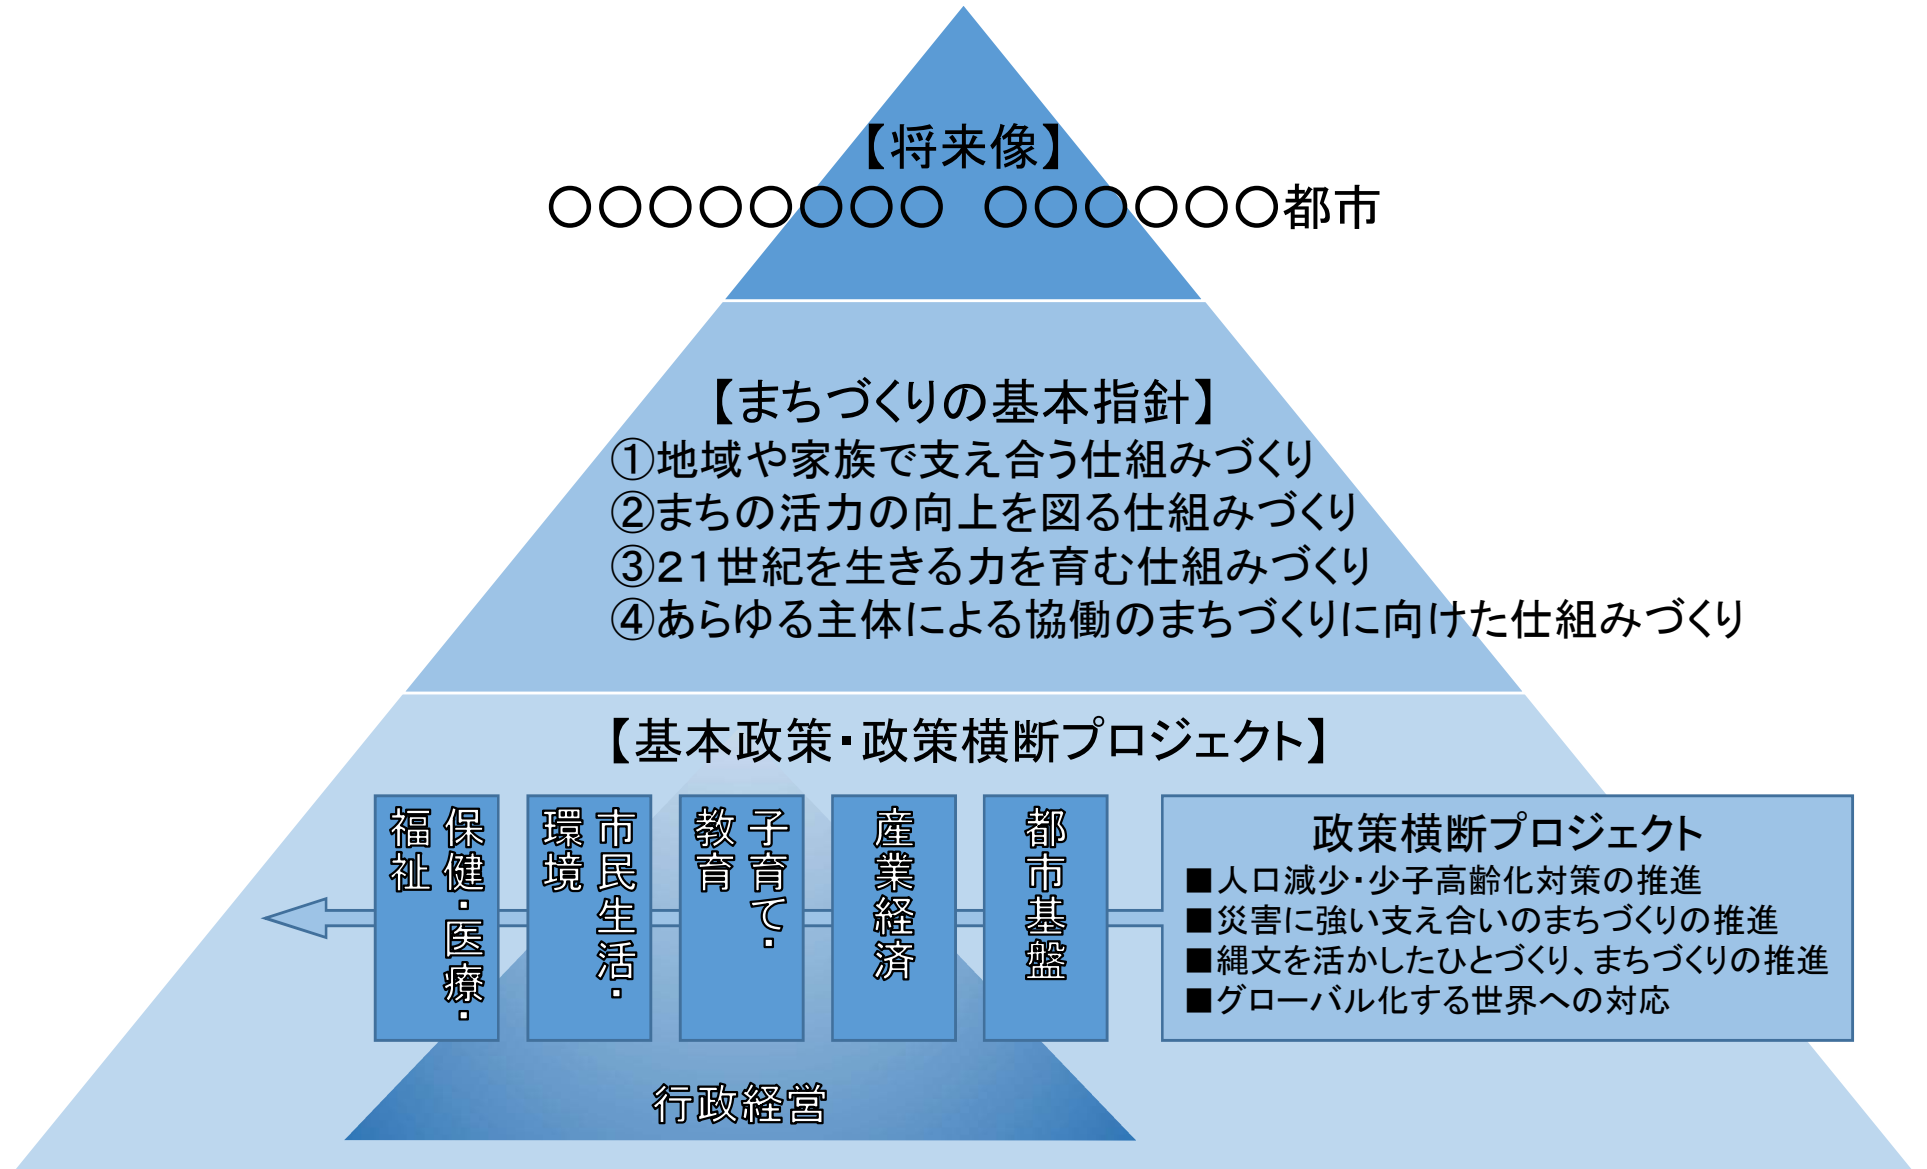 【将来像】
〇〇〇〇〇〇〇〇　〇〇〇〇〇〇都市
【まちづくりの基本指針】
①地域や家族で支え合う仕組みづくり
②まちの活力の向上を図る仕組みづくり
③２１世紀を生きる力を育む仕組みづくり
④あらゆる主体による協働のまちづくりに向けた仕組みづくり
【基本政策・政策横断プロジェクト】
保健・医療・
福祉
市民生活・
環境
子育て・
教育
産業経済
都市基盤
政策横断プロジェクト
■人口減少・少子高齢化対策の推進
■災害に強い支え合いのまちづくりの推進
■縄文を活かしたひとづくり、まちづくりの推進
■グローバル化する世界への対応
行政経営